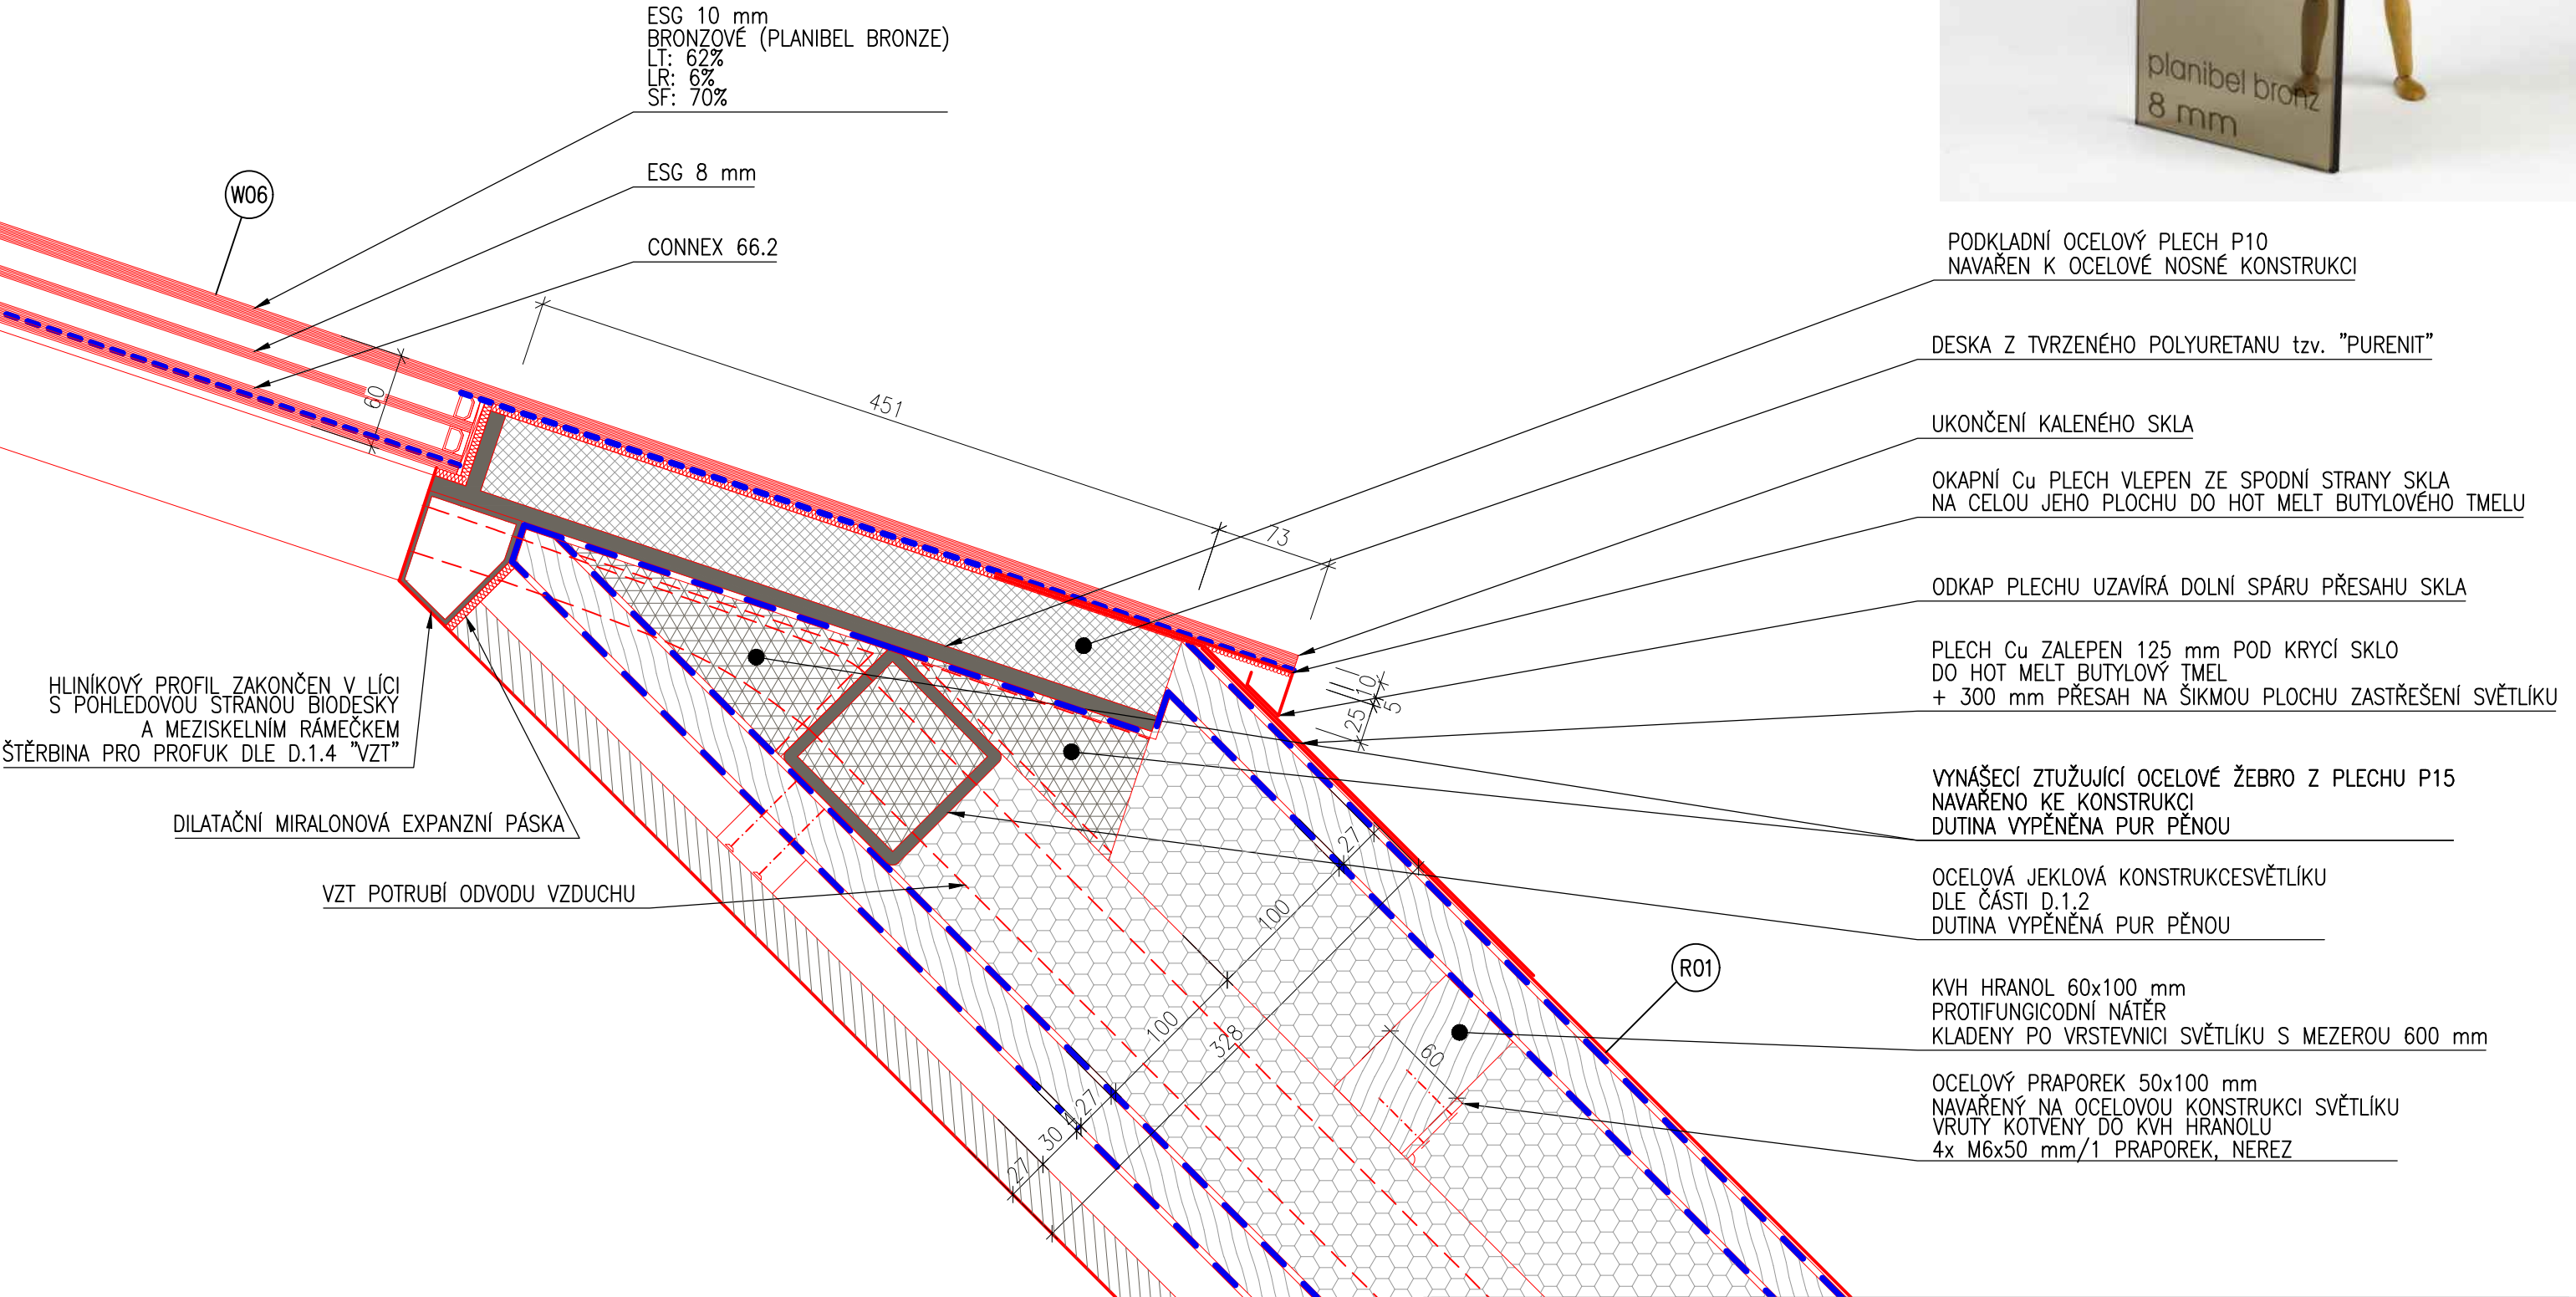 ESG 10 mm
BRONZOVÉ (PLANIBEL BRONZE)
LT: 62%
LR: 6%
SF: 70%
ESG 8 mm
CONNEX 66.2
W06
planibel bronz
8 mm
60
451
73
10
5
25
PODKLADNÍ OCELOVÝ PLECH P10
NAVAŘEN K OCELOVÉ NOSNÉ KONSTRUKCI
DESKA Z TVRZENÉHO POLYURETANU tzv. "PURENIT"
UKONČENÍ KALENÉHO SKLA
OKAPNÍ Cu PLECH VLEPEN ZE SPODNÍ STRANY SKLA
NA CELOU JEHO PLOCHU DO HOT MELT BUTYLOVÉHO TMELU
ODKAP PLECHU UZAVÍRÁ DOLNÍ SPÁRU PŘESAHU SKLA
PLECH Cu ZALEPEN 125 mm POD KRYCÍ SKLO
DO HOT MELT BUTYLOVÝ TMEL
+ 300 mm PŘESAH NA ŠIKMOU PLOCHU ZASTŘEŠENÍ SVĚTLÍKU
VYNÁŠECÍ ZTUŽUJÍCÍ OCELOVÉ ŽEBRO Z PLECHU P15
NAVAŘENO KE KONSTRUKCI
DUTINA VYPĚNĚNA PUR PĚNOU
OCELOVÁ JEKLOVÁ KONSTRUKCESVĚTLÍKU
DLE ČÁSTI D.1.2
DUTINA VYPĚNĚNÁ PUR PĚNOU
KVH HRANOL 60x100 mm
PROTIFUNGICODNÍ NÁTĚR
KLADENY PO VRSTEVNICI SVĚTLÍKU S MEZEROU 600 mm
OCELOVÝ PRAPOREK 50x100 mm
NAVAŘENÝ NA OCELOVOU KONSTRUKCI SVĚTLÍKU
VRUTY KOTVENY DO KVH HRANOLU
4x M6x50 mm/1 PRAPOREK, NEREZ
HLINÍKOVÝ PROFIL ZAKONČEN V LÍCI
S POHLEDOVOU STRANOU BIODESKY
A MEZISKELNÍM RÁMEČKEM
ŠTĚRBINA PRO PROFUK DLE D.1.4 "VZT"
DILATAČNÍ MIRALONOVÁ EXPANZNÍ PÁSKA
VZT POTRUBÍ ODVODU VZDUCHU
R01
27
100
100
328
60
27
4
30
27